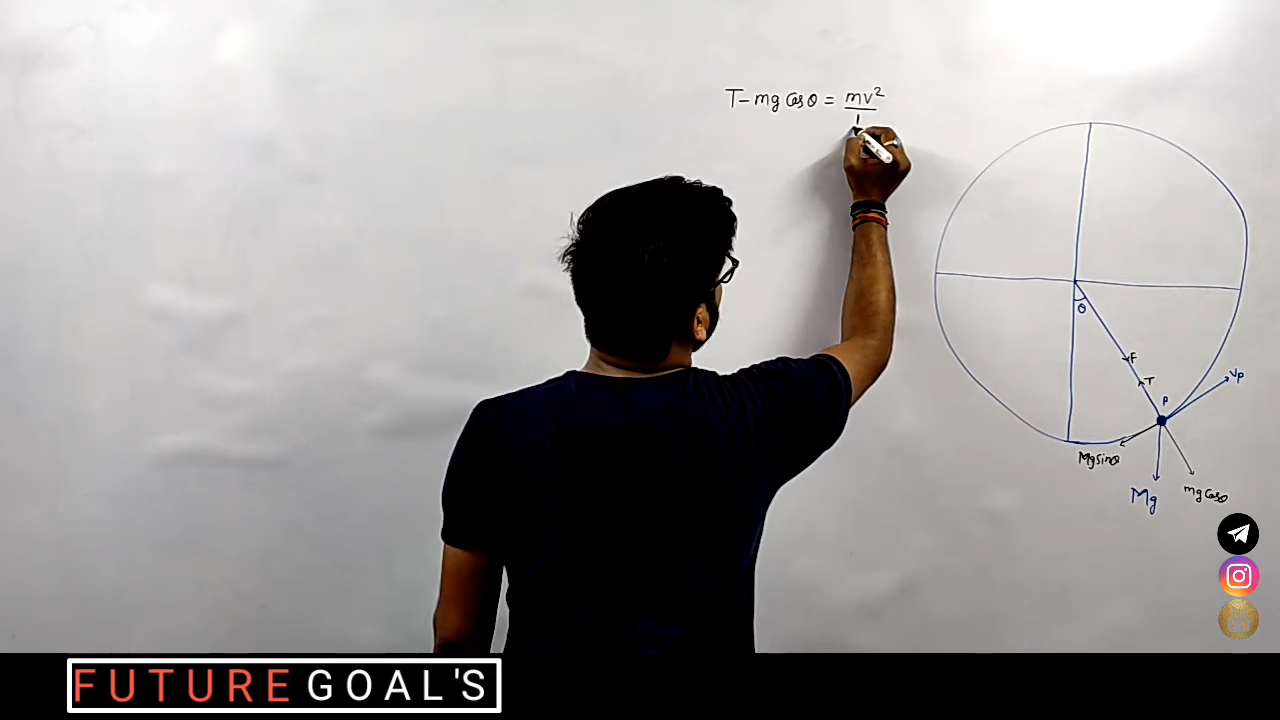 T - mg Cosθ = mv²
θ
F
T
P
Vp
Mgsinθ
Mg
mg Cosθ
FUTURE GOAL'S